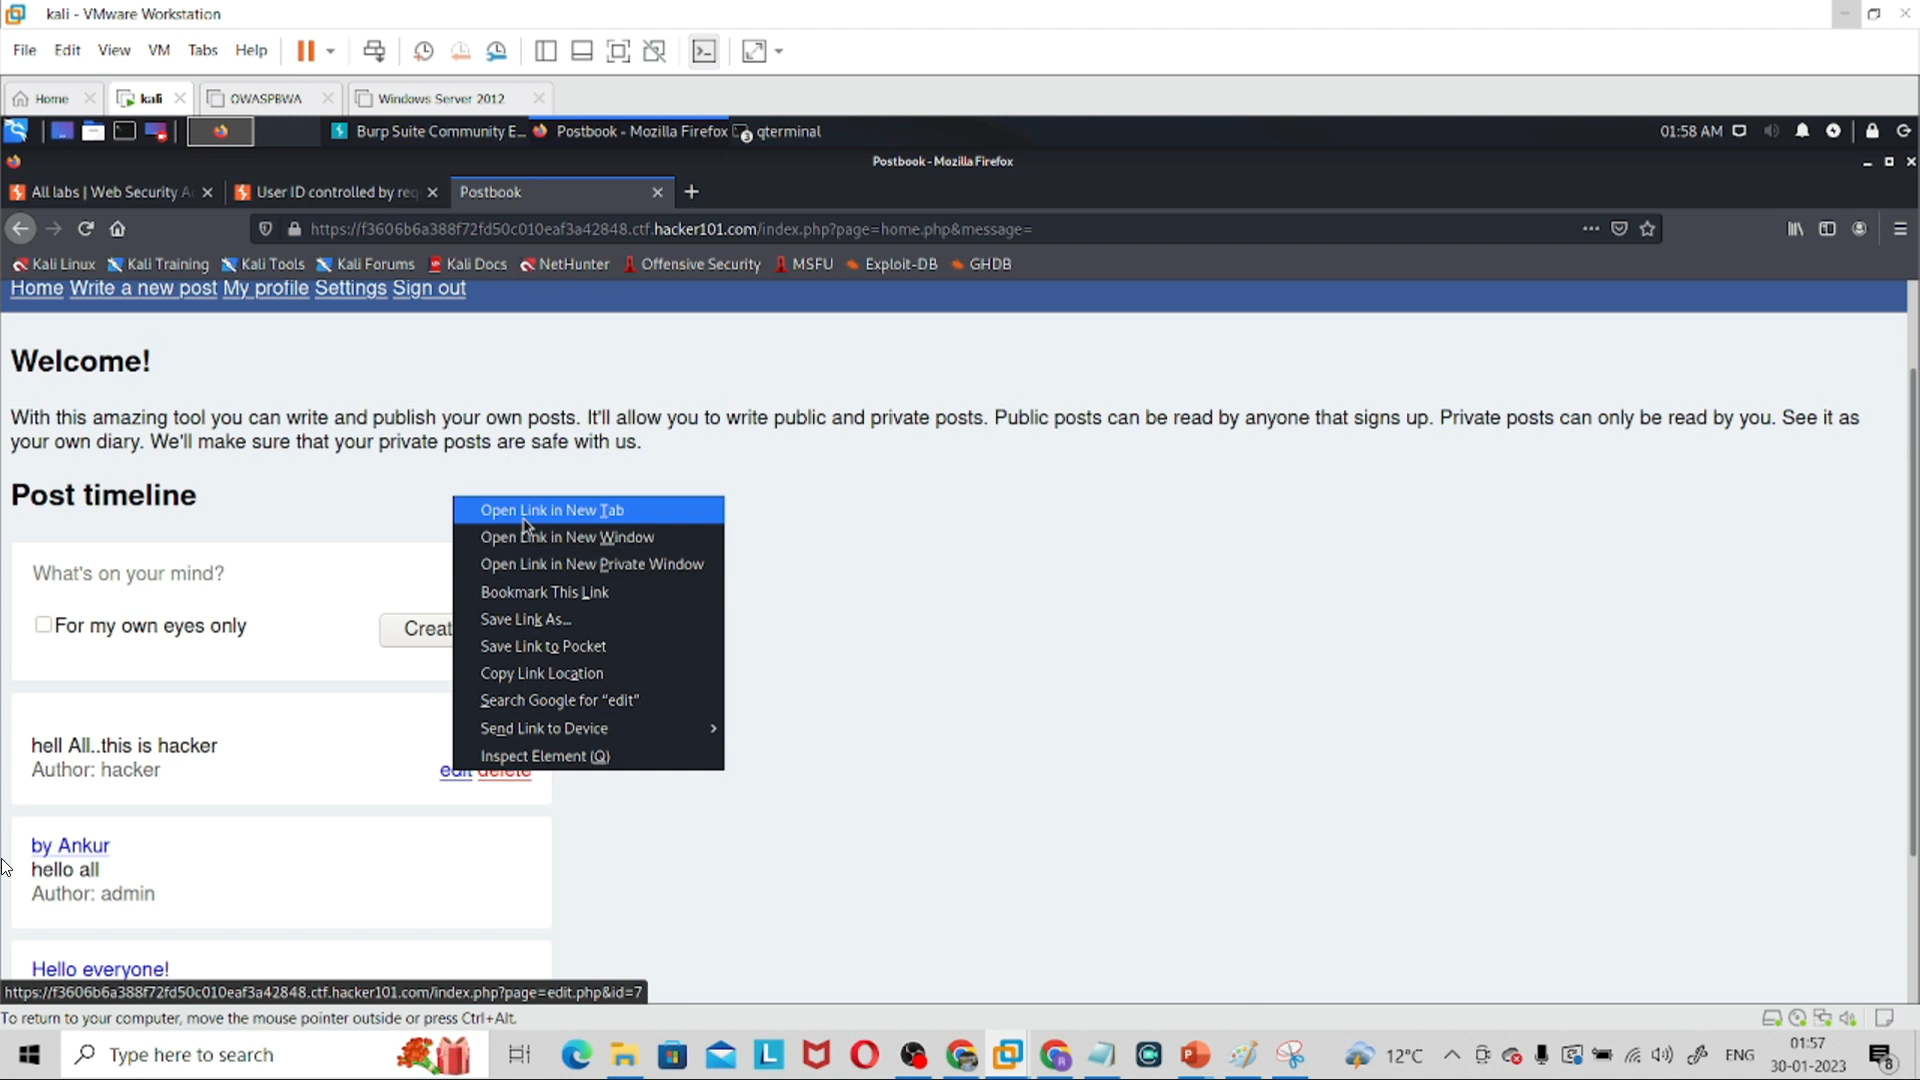 kali - VMware Workstation
File Edit View VM Tabs Help
Home kali OWASPBWA Windows Server 2012
Burp Suite Community E... Postbook - Mozilla Firefox qterminal 01:58 AM
Postbook - Mozilla Firefox
All labs | Web Security A User ID controlled by req Postbook
https://f3606b6a388f72fd50c010eaf3a42848.ctf.hacker101.com/index.php?page=home.php&message=
Kali Linux Kali Training Kali Tools Kali Forums Kali Docs NetHunter Offensive Security MSFU Exploit-DB GHDB
Home Write a new post My profile Settings Sign out
Welcome!
With this amazing tool you can write and publish your own posts. It'll allow you to write public and private posts. Public posts can be read by anyone that signs up. Private posts can only be read by you. See it as
your own diary. We'll make sure that your private posts are safe with us.
Post timeline
Open Link in New Tab
Open Link in New Window
Open Link in New Private Window
Bookmark This Link
Save Link As...
Save Link to Pocket
Copy Link Location
Search Google for “edit”
Send Link to Device
Inspect Element (Q)
What's on your mind?
For my own eyes only
Creat
hell All..this is hacker
Author: hacker
edit delete
by Ankur
hello all
Author: admin
Hello everyone!
https://f3606b6a388f72fd50c010eaf3a42848.ctf.hacker101.com/index.php?page=edit.php&id=7
To return to your computer, move the mouse pointer outside or press Ctrl+Alt.
Type here to search
12°C
ENG
01:57
30-01-2023
8